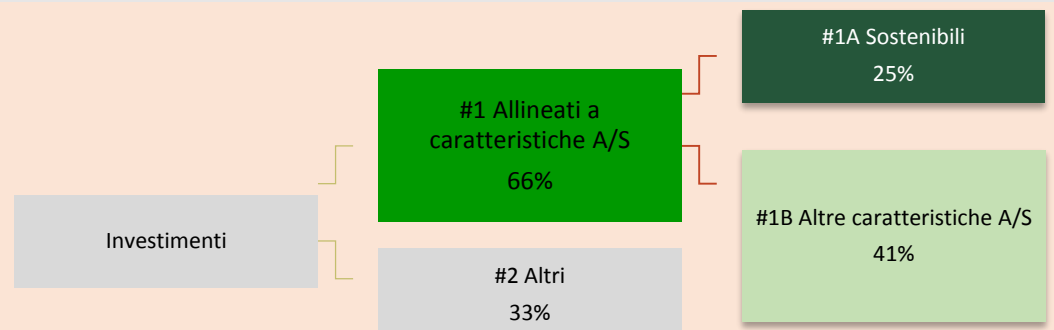 Investimenti
#1 Allineati a
caratteristiche A/S
66%
#2 Altri
33%
#1A Sostenibili
25%
#1B Altre caratteristiche A/S
41%